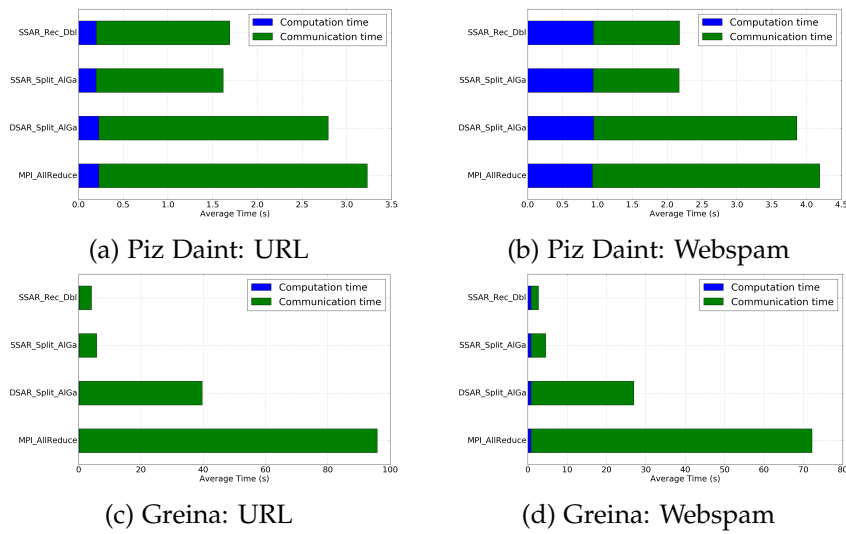 SSAR_Rec_Dbl
SSAR_Split_AlGa
DSAR_Split_AlGa
MPI_AllReduce
Computation time
Communication time
0.0 0.5 1.0 1.5 2.0 2.5 3.0 3.5
Average Time (s)
(a) Piz Daint: URL
SSAR_Rec_Dbl
SSAR_Split_AlGa
DSAR_Split_AlGa
MPI_AllReduce
Computation time
Communication time
0.0 0.5 1.0 1.5 2.0 2.5 3.0 3.5 4.0 4.5
Average Time (s)
(b) Piz Daint: Webspam
SSAR_Rec_Dbl
SSAR_Split_AlGa
DSAR_Split_AlGa
MPI_AllReduce
Computation time
Communication time
0 20 40 60 80 100
Average Time (s)
(c) Greina: URL
SSAR_Rec_Dbl
SSAR_Split_AlGa
DSAR_Split_AlGa
MPI_AllReduce
Computation time
Communication time
0 10 20 30 40 50 60 70 80
Average Time (s)
(d) Greina: Webspam